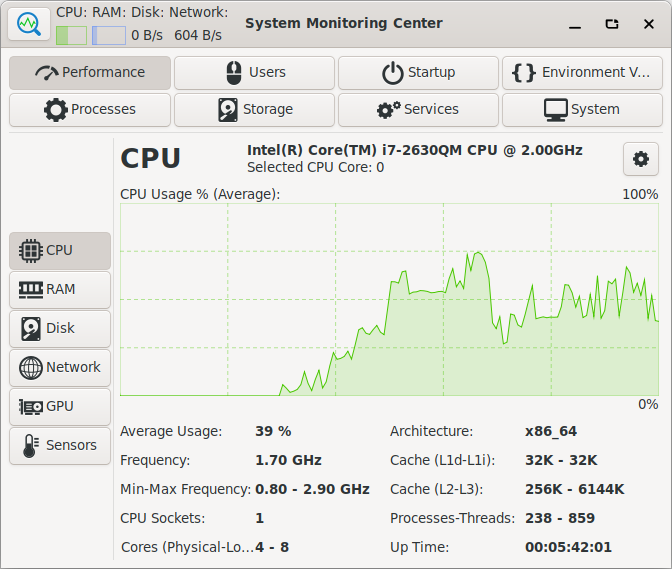 CPU: RAM: Disk: Network:
0 B/s 604 B/s
System Monitoring Center
Performance Users Startup Environment V...
Processes Storage Services System
CPU
Intel(R) Core(TM) i7-2630QM CPU @ 2.00GHz
Selected CPU Core: 0
CPU Usage % (Average): 100%
CPU
RAM
Disk
Network
GPU
Sensors
0%
Average Usage: 39 % Architecture: x86_64
Frequency: 1.70 GHz Cache (L1d-L1i): 32K - 32K
Min-Max Frequency: 0.80 - 2.90 GHz Cache (L2-L3): 256K - 6144K
CPU Sockets: 1 Processes-Threads: 238 - 859
Cores (Physical-Lo... 4 - 8 Up Time: 00:05:42:01